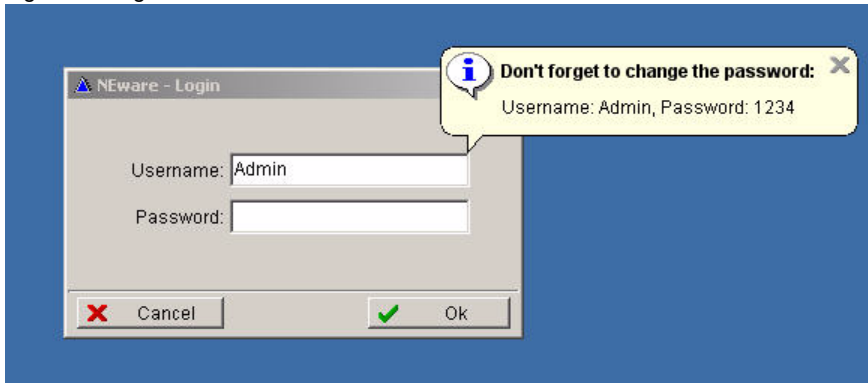 NEware - Login
Don't forget to change the password:
Username: Admin, Password: 1234
Username: Admin
Password:
Cancel Ok